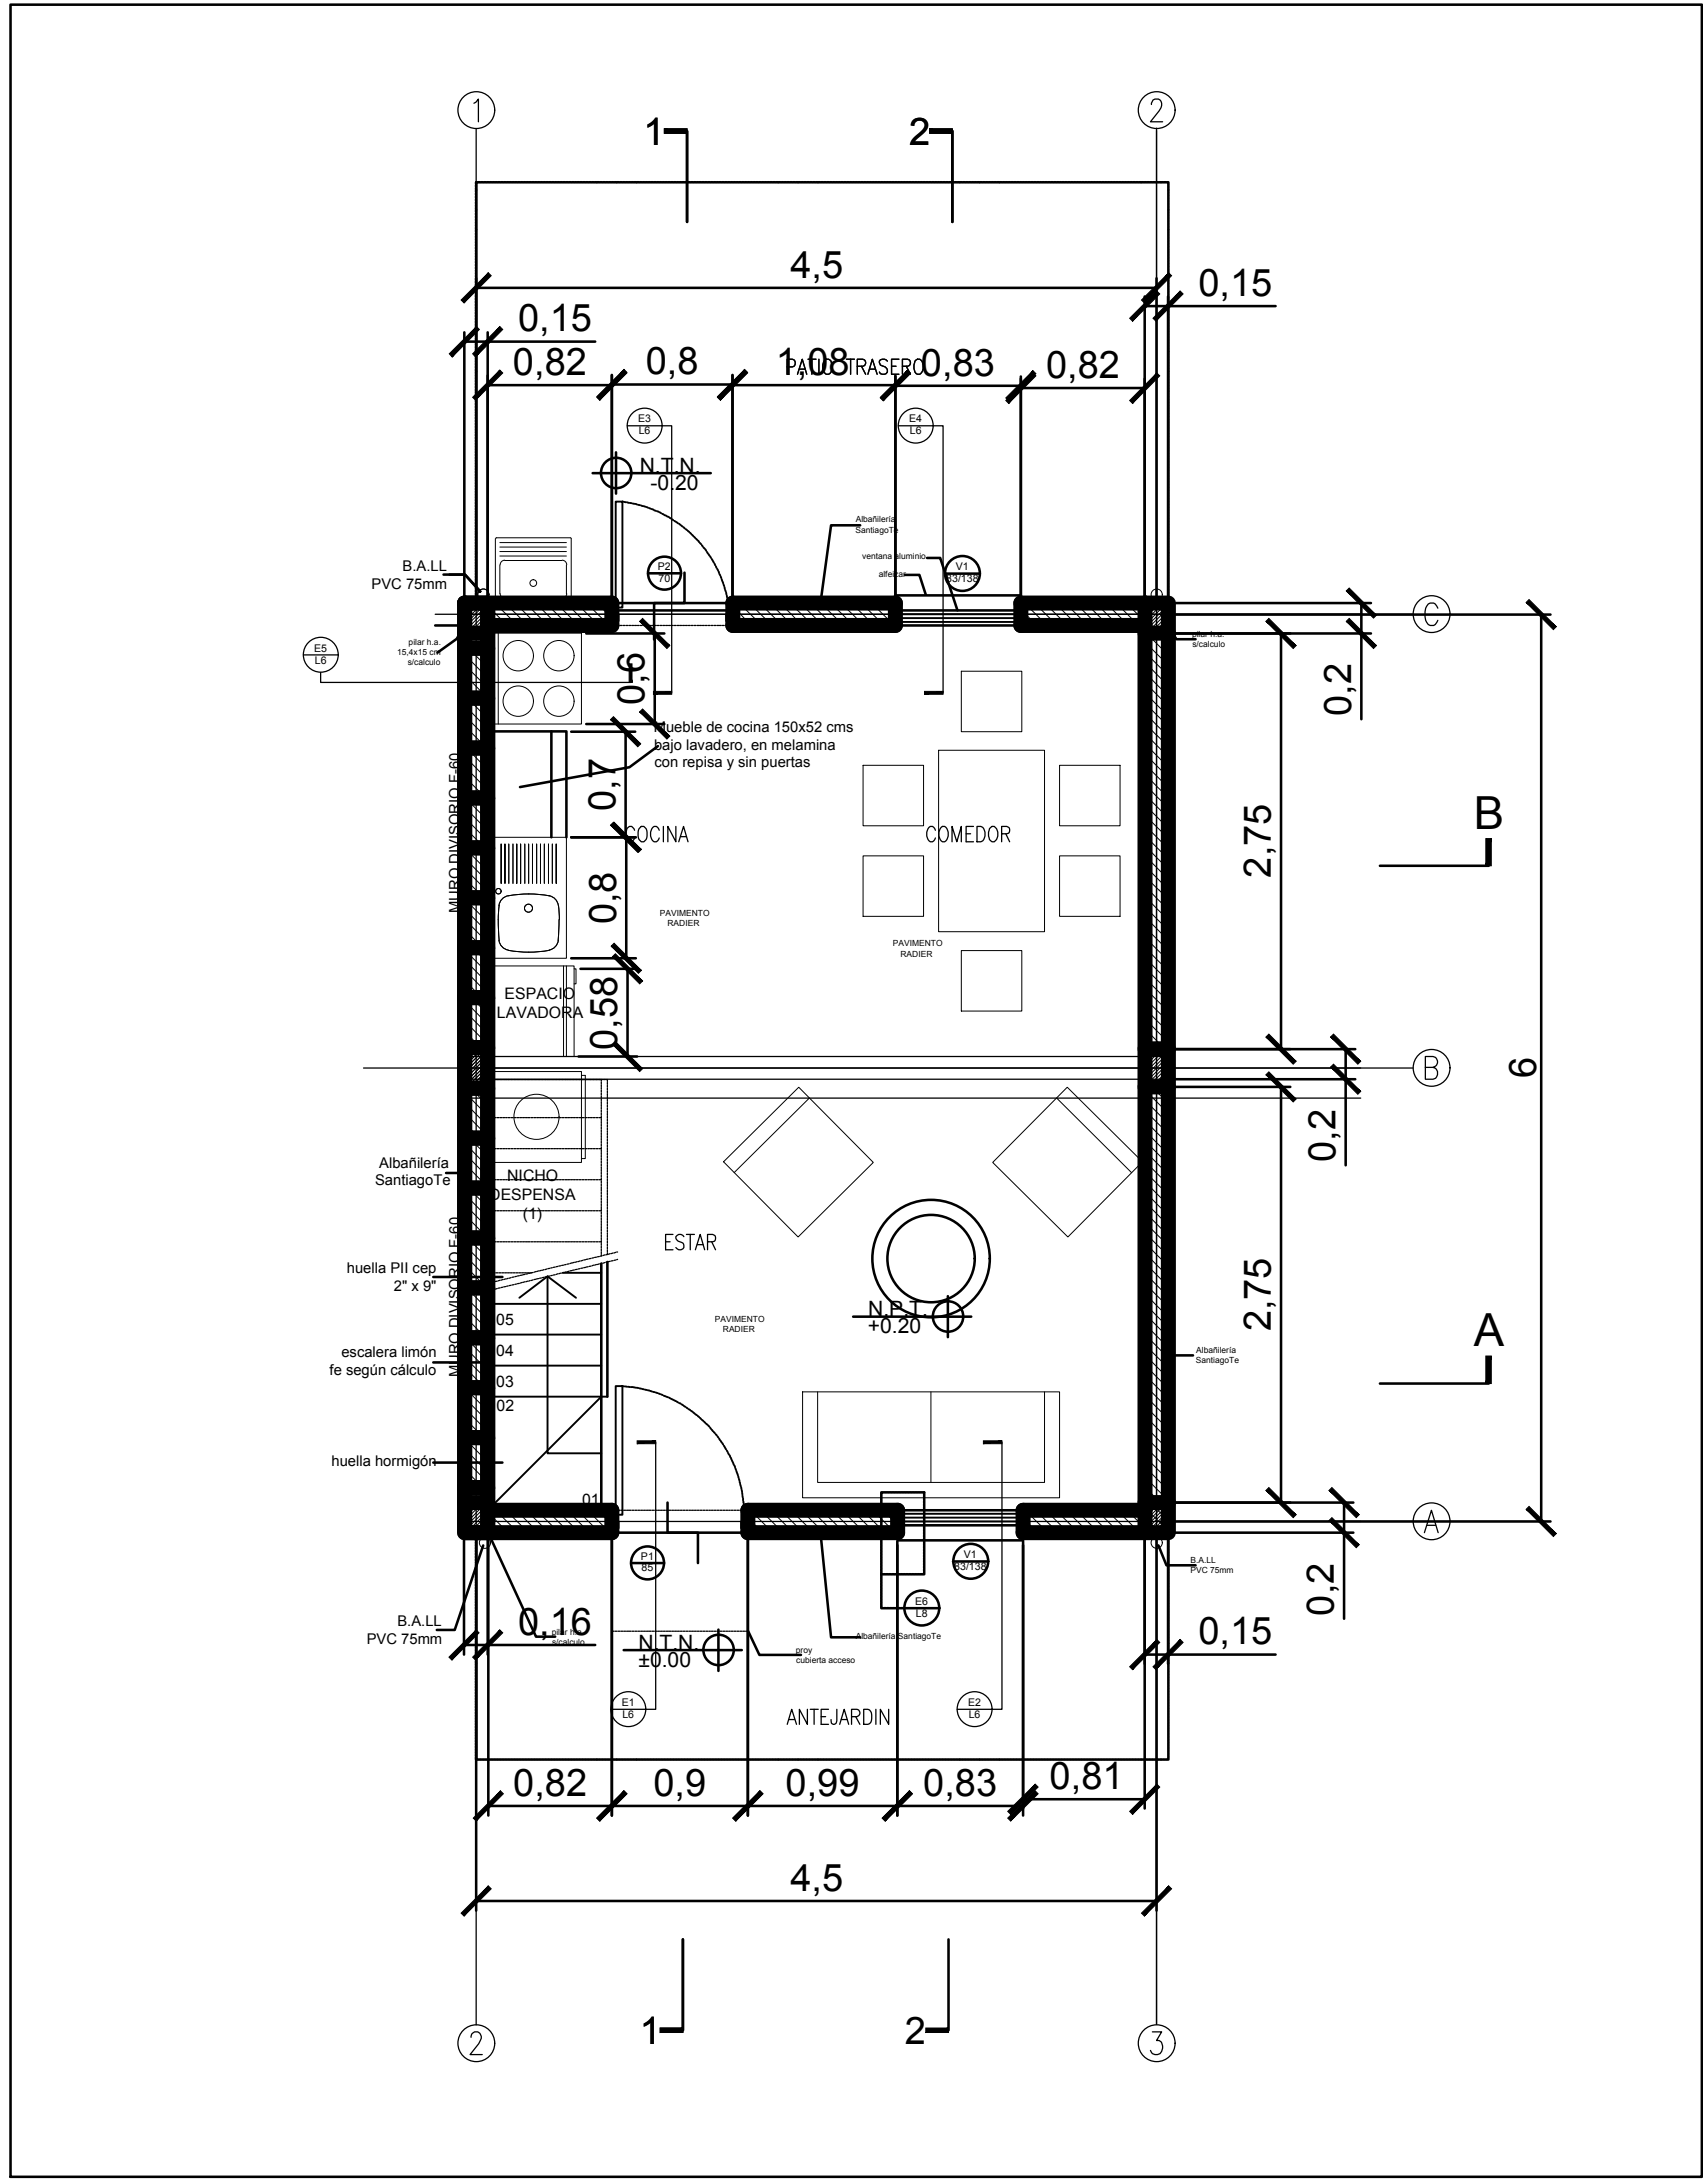 1
2
1
2
4,5
0,15
0,15
0,82
0,8
1,08
0,83
0,82
PATIO TRASERO
E3
L6
E4
L6
N.T.N.
-0.20
Albañilería
SantiagoTe
ventana aluminio
alfeizar
B.A.LL
PVC 75mm
P2
70
V1
83/138
C
pilar h.a.
15,4x15 cm
s/calculo
pilar h.a.
s/calculo
E5
L6
0,6
0,2
Mueble de cocina 150x52 cms
bajo lavadero, en melamina
con repisa y sin puertas
0,7
MURO DIVISORIO F-60
COCINA
COMEDOR
2,75
B
0,8
PAVIMENTO
RADIER
PAVIMENTO
RADIER
ESPACIO
LAVADORA
0,58
B
6
0,2
Albañilería
SantiagoTe
NICHO
DESPENSA
(1)
ESTAR
huella PII cep
2" x 9"
MURO DIVISORIO F-60
2,75
N.P.T.
+0.20
PAVIMENTO
RADIER
05
04
03
02
01
escalera limón
fe según cálculo
Albañilería
SantiagoTe
A
huella hormigón
A
P1
85
V1
83/138
B.A.LL
PVC 75mm
0,2
E6
L8
B.A.LL
PVC 75mm
0,16
pilar h.a.
s/calculo
N.T.N.
±0.00
Albañilería SantiagoTe
proy
cubierta acceso
0,15
E1
L6
E2
L6
ANTEJARDIN
0,82
0,9
0,99
0,83
0,81
4,5
1
2
2
3